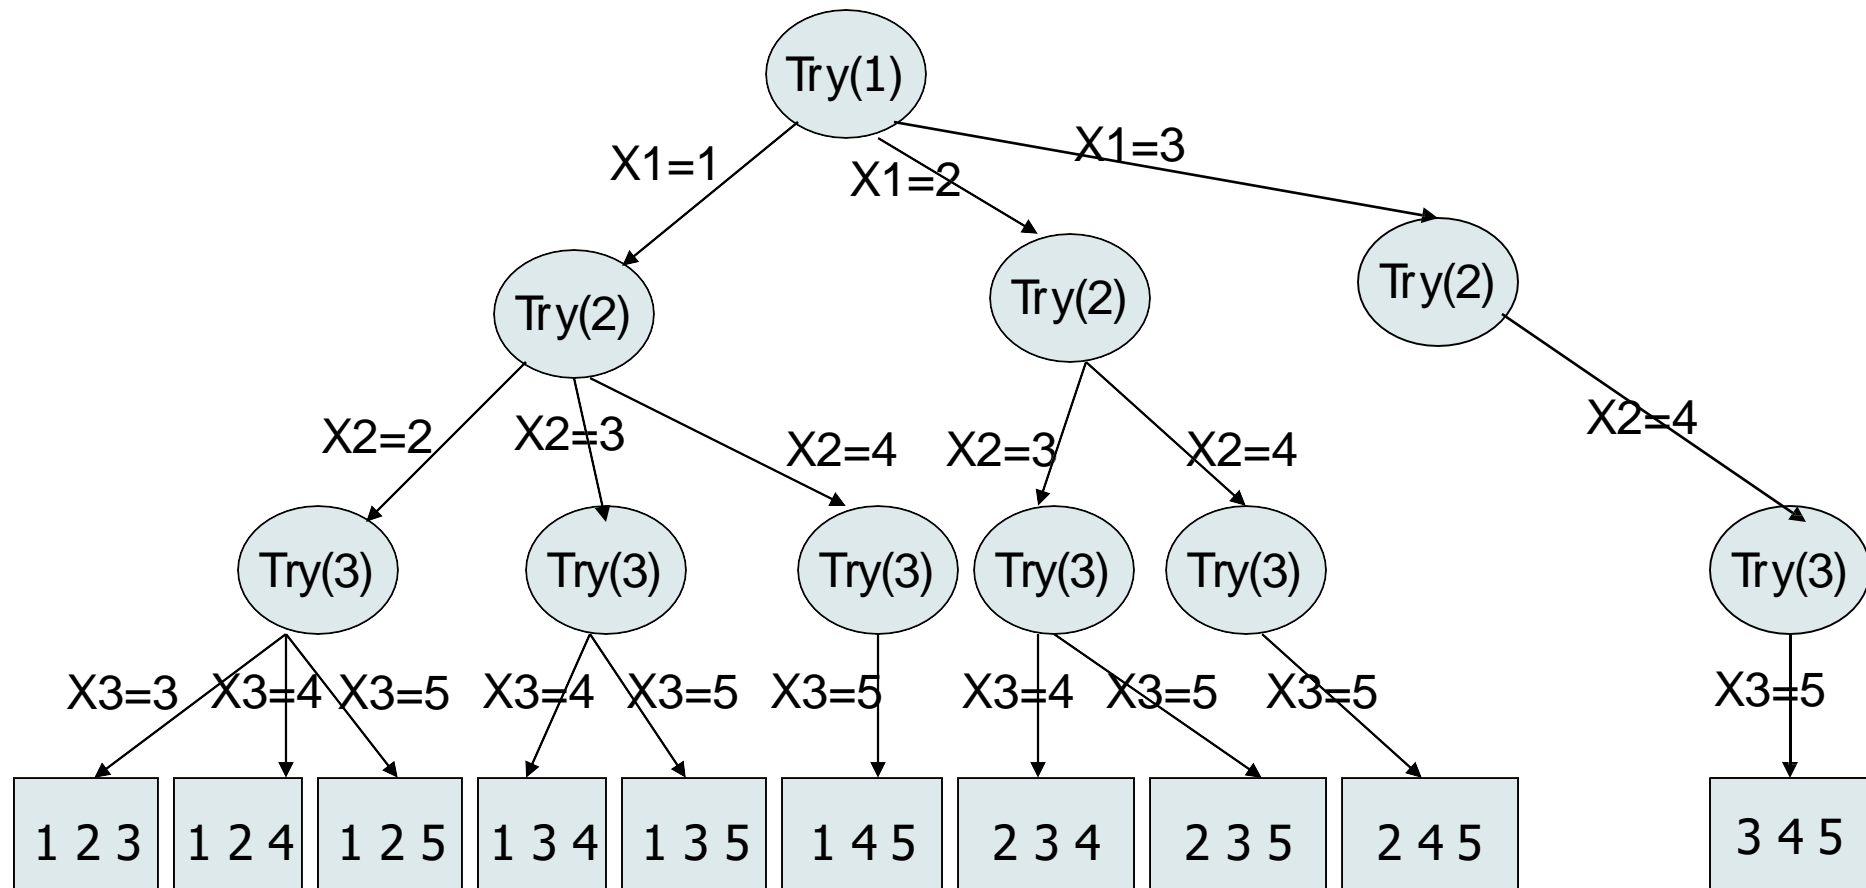 Try(1)
X1=1
X1=2
X1=3
Try(2)
Try(2)
Try(2)
X2=2
X2=3
X2=4
X2=3
X2=4
X2=4
Try(3)
Try(3)
Try(3)
Try(3)
Try(3)
Try(3)
X3=3
X3=4
X3=5
X3=4
X3=5
X3=5
X3=4
X3=5
X3=5
X3=5
1 2 3
1 2 4
1 2 5
1 3 4
1 3 5
1 4 5
2 3 4
2 3 5
2 4 5
3 4 5